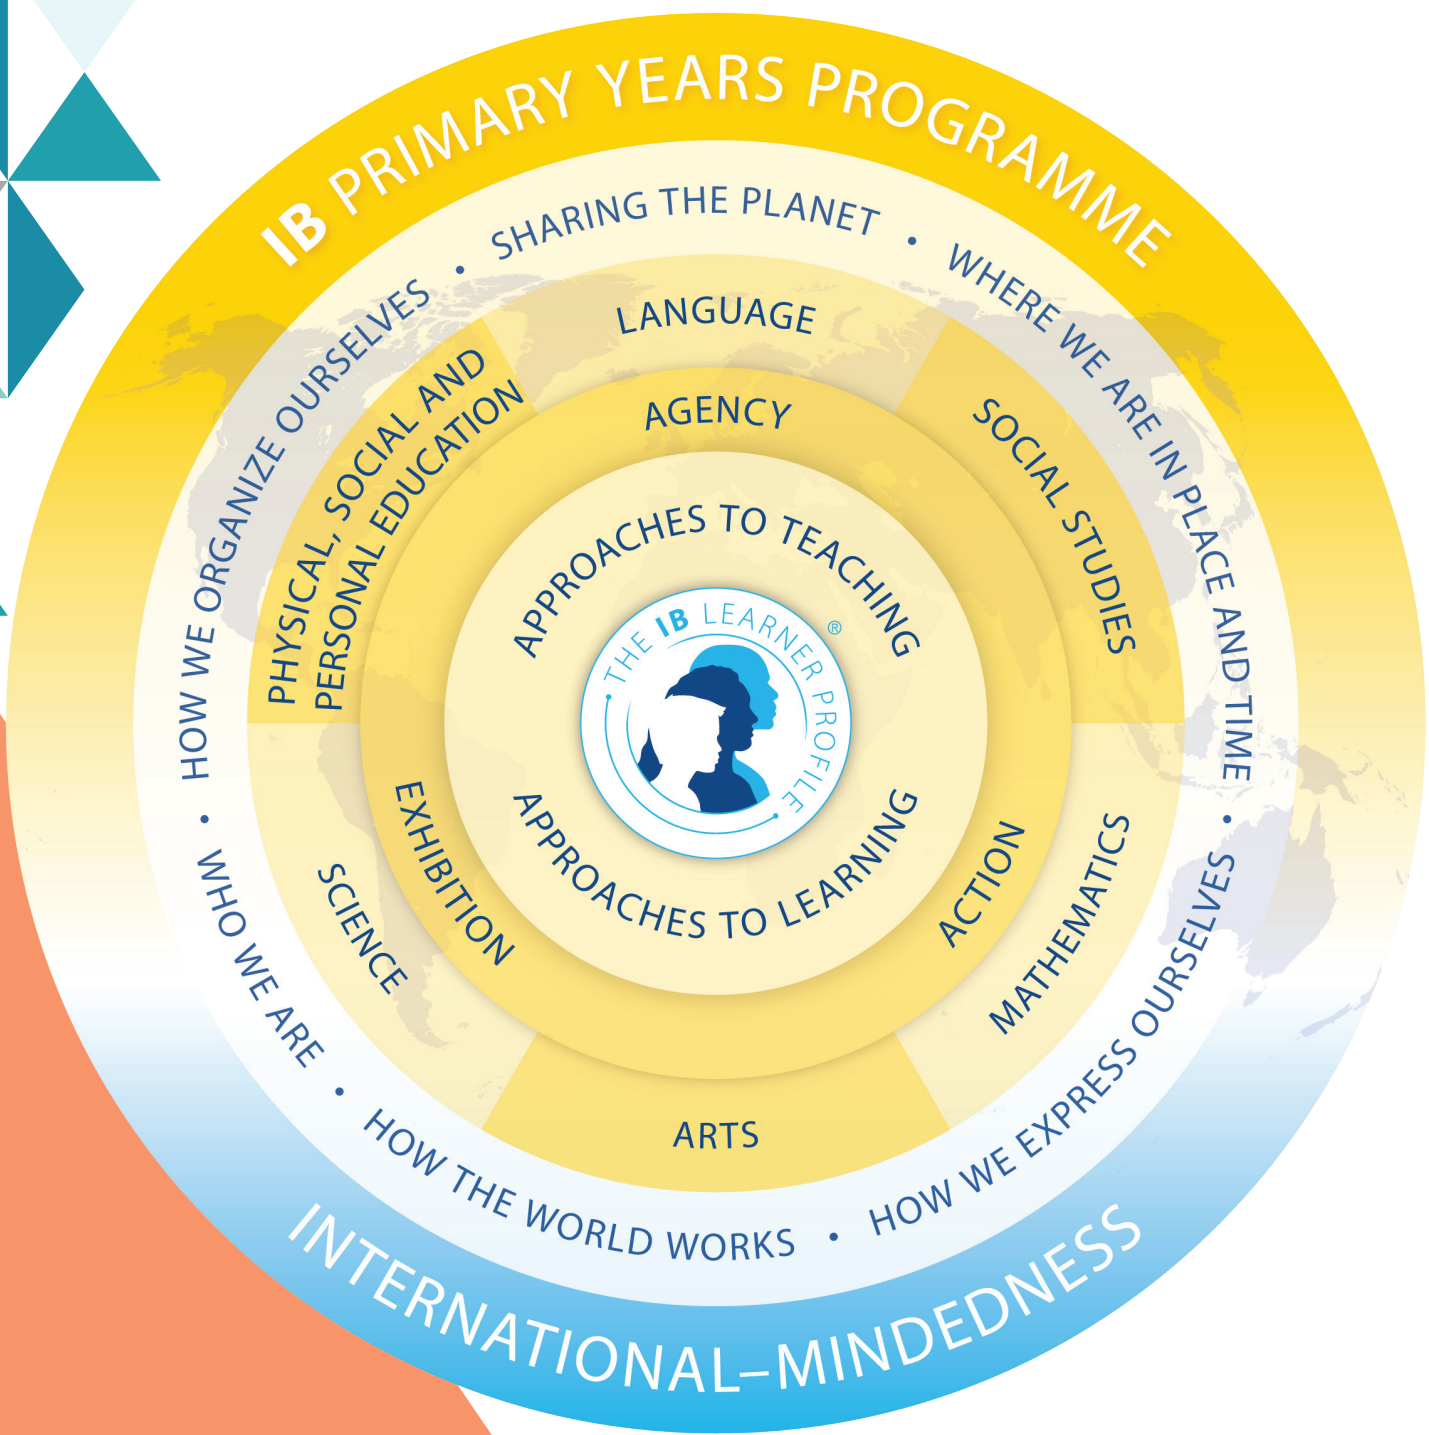 IB PRIMARY YEARS PROGRAMME
SHARING THE PLANET
•
WHERE WE ARE IN PLACE AND TIME
•
HOW WE EXPRESS OURSELVES
•
HOW THE WORLD WORKS
•
WHO WE ARE
•
HOW WE ORGANIZE OURSELVES
•
LANGUAGE
SOCIAL STUDIES
MATHEMATICS
ARTS
SCIENCE
PHYSICAL, SOCIAL AND
PERSONAL EDUCATION
AGENCY
ACTION
EXHIBITION
APPROACHES TO TEACHING
THE IB LEARNER PROFILE
®
APPROACHES TO LEARNING
INTERNATIONAL–MINDEDNESS